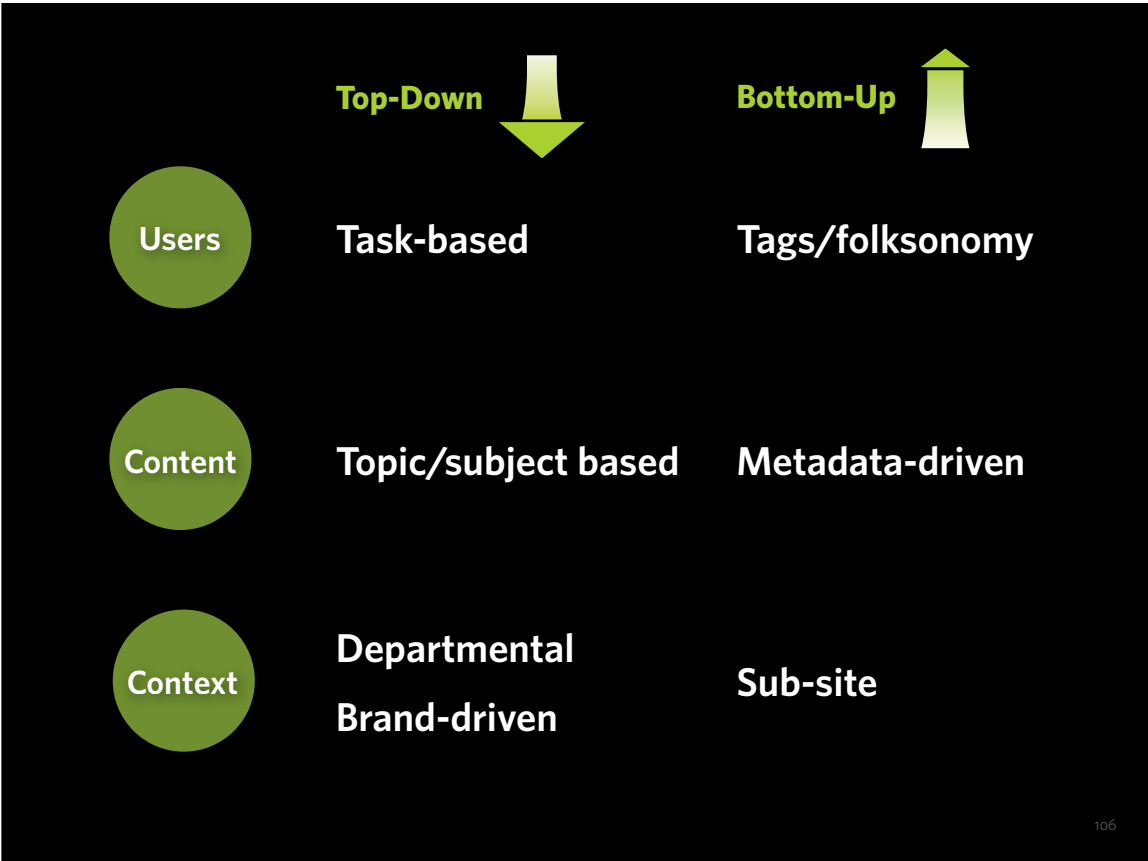 Top-Down
Bottom-Up
Users
Task-based
Tags/folksonomy
Content
Topic/subject based
Metadata-driven
Context
Departmental
Brand-driven
Sub-site
106